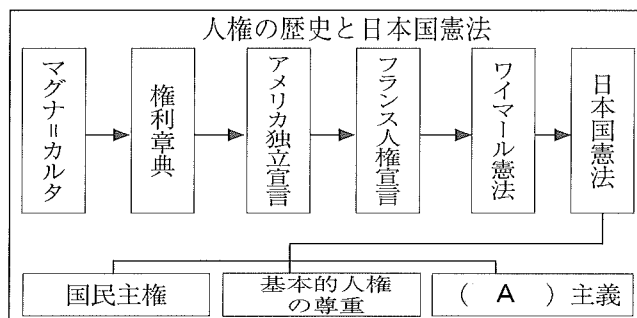 人権の歴史と日本国憲法
マグナ＝カルタ
権利章典
アメリカ独立宣言
フランス人権宣言
ワイマール憲法
日本国憲法
国民主権
基本的人権
の尊重
（　A　）主義